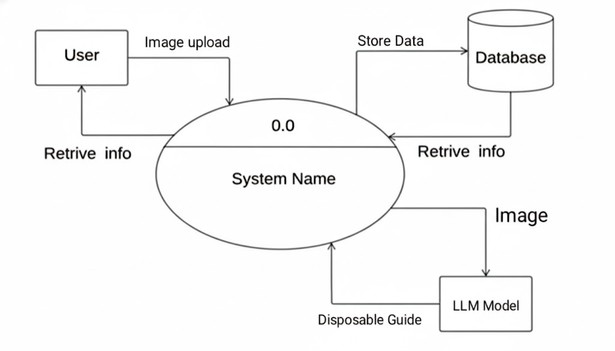 User
Image upload
Store Data
Database
0.0
Retrive info
Retrive info
System Name
Image
LLM Model
Disposable Guide